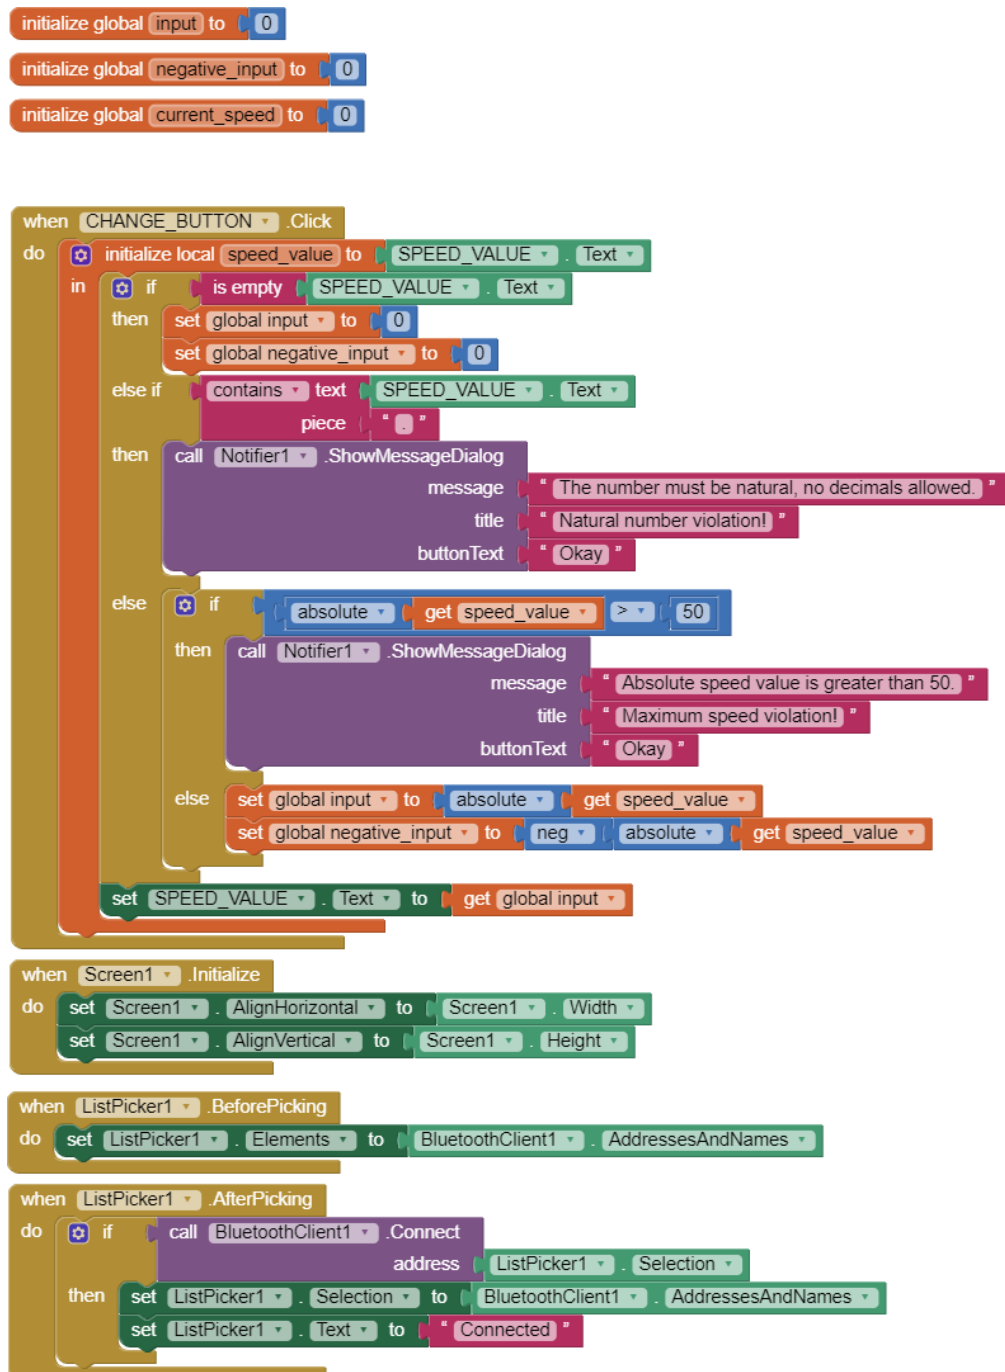 initialize global input to 0
initialize global negative_input to 0
initialize global current_speed to 0
when CHANGE_BUTTON .Click
do initialize local speed_value to SPEED_VALUE . Text
in if is empty SPEED_VALUE . Text
then set global input to 0
set global negative_input to 0
else if contains text SPEED_VALUE . Text
piece " . "
then call Notifier1 .ShowMessageDialog
message " The number must be natural, no decimals allowed. "
title " Natural number violation! "
buttonText " Okay "
else if absolute get speed_value > 50
then call Notifier1 .ShowMessageDialog
message " Absolute speed value is greater than 50. "
title " Maximum speed violation! "
buttonText " Okay "
else set global input to absolute get speed_value
set global negative_input to neg absolute get speed_value
set SPEED_VALUE . Text to get global input
when Screen1 .Initialize
do set Screen1 . AlignHorizontal to Screen1 . Width
set Screen1 . AlignVertical to Screen1 . Height
when ListPicker1 .BeforePicking
do set ListPicker1 . Elements to BluetoothClient1 . AddressesAndNames
when ListPicker1 .AfterPicking
do if call BluetoothClient1 .Connect
address ListPicker1 . Selection
then set ListPicker1 . Selection to BluetoothClient1 . AddressesAndNames
set ListPicker1 . Text to " Connected "